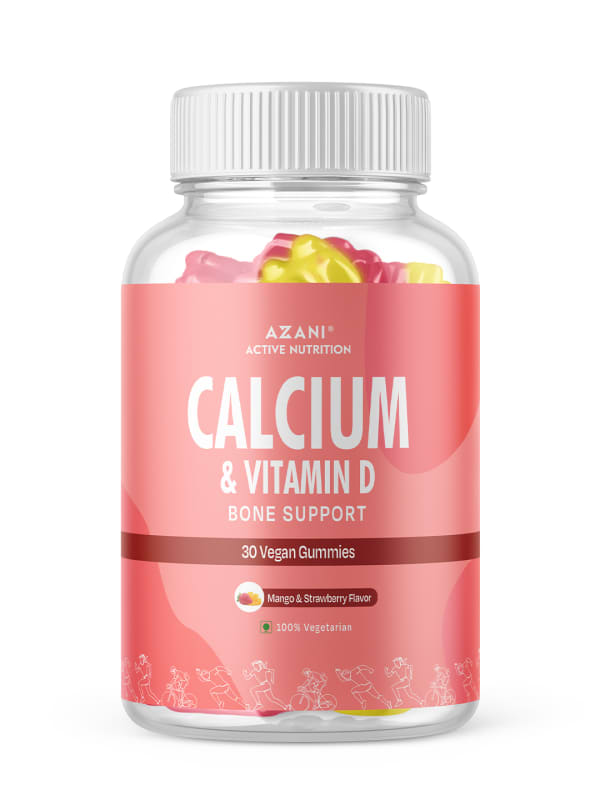 AZANI®
ACTIVE NUTRITION
CALCIUM
& VITAMIN D
BONE SUPPORT
30 Vegan Gummies
Mango & Strawberry Flavor
100% Vegetarian